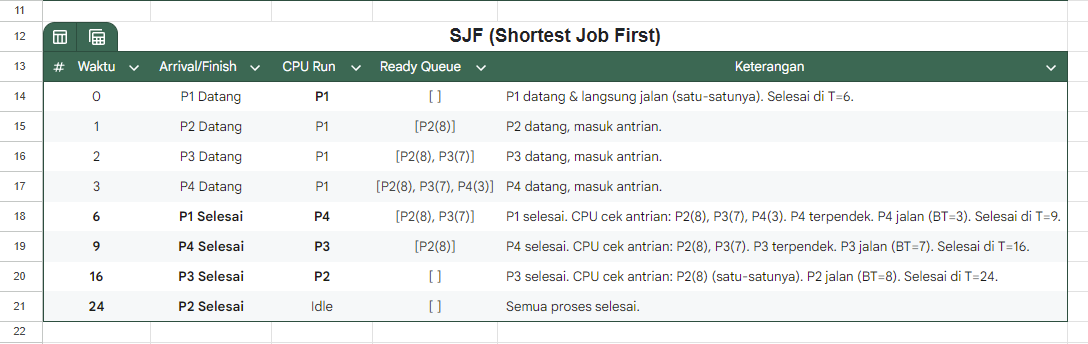 11
12 SJF (Shortest Job First)
13 # Waktu Arrival/Finish CPU Run Ready Queue Keterangan
14 0 P1 Datang P1 [ ] P1 datang & langsung jalan (satu-satunya). Selesai di T=6.
15 1 P2 Datang P1 [P2(8)] P2 datang, masuk antrian.
16 2 P3 Datang P1 [P2(8), P3(7)] P3 datang, masuk antrian.
17 3 P4 Datang P1 [P2(8), P3(7), P4(3)] P4 datang, masuk antrian.
18 6 P1 Selesai P4 [P2(8), P3(7)] P1 selesai. CPU cek antrian: P2(8), P3(7), P4(3). P4 terpendek. P4 jalan (BT=3). Selesai di T=9.
19 9 P4 Selesai P3 [P2(8)] P4 selesai. CPU cek antrian: P2(8), P3(7). P3 terpendek. P3 jalan (BT=7). Selesai di T=16.
20 16 P3 Selesai P2 [ ] P3 selesai. CPU cek antrian: P2(8) (satu-satunya). P2 jalan (BT=8). Selesai di T=24.
21 24 P2 Selesai Idle [ ] Semua proses selesai.
22